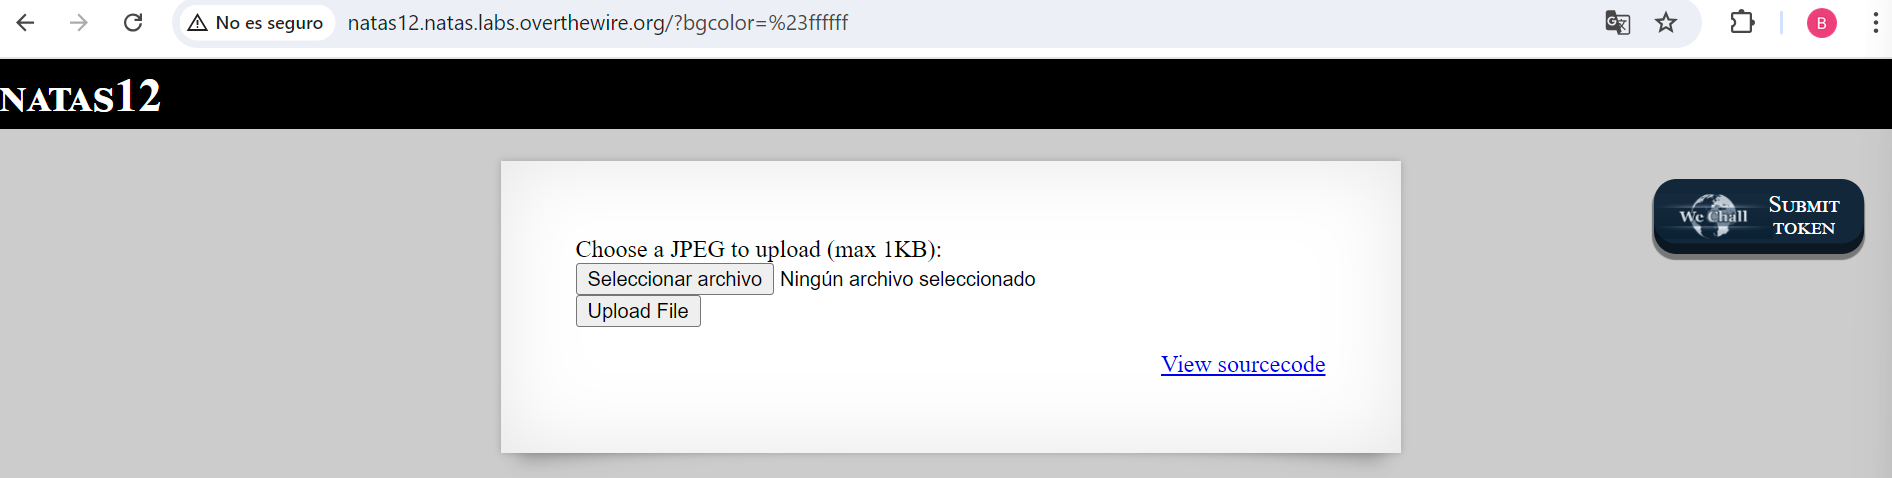 No es seguro natas12.natas.labs.overthewire.org/?bgcolor=%23ffffff B
NATAS12
We Chall SUBMIT TOKEN
Choose a JPEG to upload (max 1KB):
Seleccionar archivo Ningún archivo seleccionado
Upload File
View sourcecode